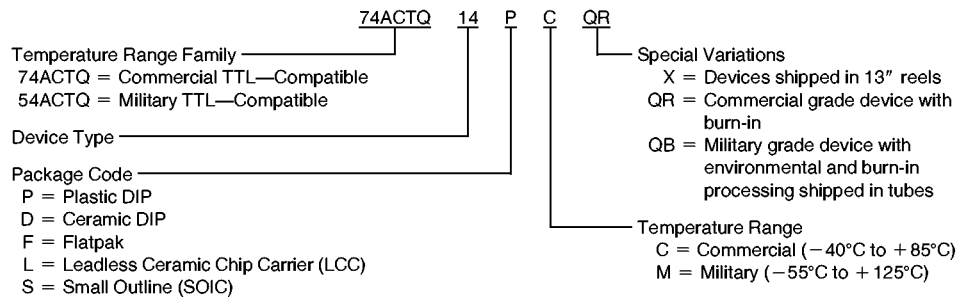 74ACTQ 14 P C QR
Temperature Range Family
74ACTQ = Commercial TTL—Compatible
54ACTQ = Military TTL—Compatible
Device Type
Package Code
P = Plastic DIP
D = Ceramic DIP
F = Flatpak
L = Leadless Ceramic Chip Carrier (LCC)
S = Small Outline (SOIC)
Special Variations
X = Devices shipped in 13″ reels
QR = Commercial grade device with
burn-in
QB = Military grade device with
environmental and burn-in
processing shipped in tubes
Temperature Range
C = Commercial (−40°C to +85°C)
M = Military (−55°C to +125°C)